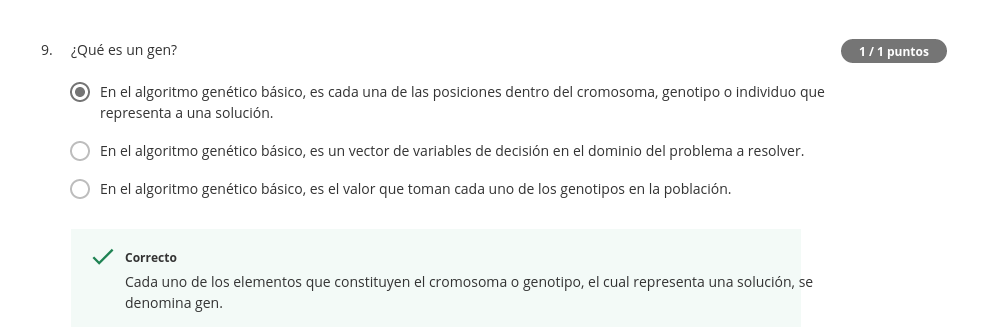 9. ¿Qué es un gen?
1 / 1 puntos
En el algoritmo genético básico, es cada una de las posiciones dentro del cromosoma, genotipo o individuo que
representa a una solución.
En el algoritmo genético básico, es un vector de variables de decisión en el dominio del problema a resolver.
En el algoritmo genético básico, es el valor que toman cada uno de los genotipos en la población.
Correcto
Cada uno de los elementos que constituyen el cromosoma o genotipo, el cual representa una solución, se
denomina gen.